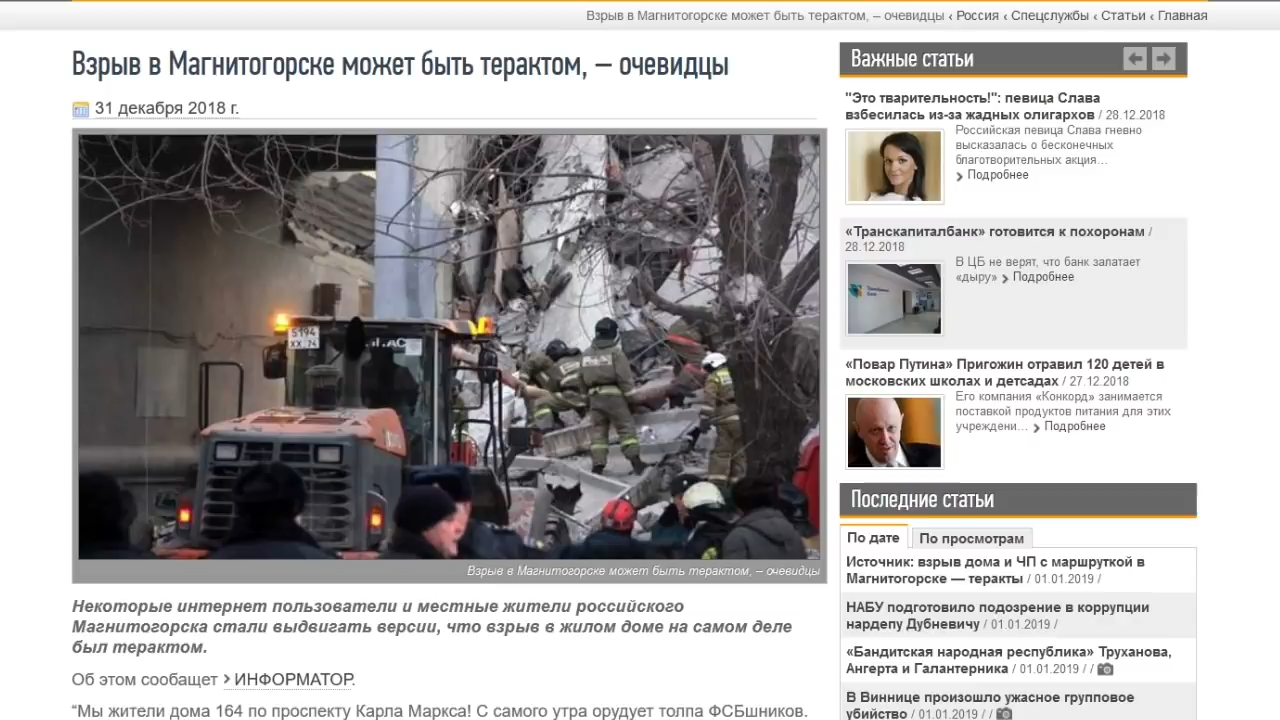 Взрыв в Магнитогорске может быть терактом, – очевидцы ‹ Россия ‹ Спецслужбы ‹ Статьи ‹ Главная
Взрыв в Магнитогорске может быть терактом, – очевидцы
31 декабря 2018 г.
5194
ХХ 74
Взрыв в Магнитогорске может быть терактом, – очевидцы
Некоторые интернет пользователи и местные жители российского
Магнитогорска стали выдвигать версии, что взрыв в жилом доме на самом деле
был терактом.
Об этом сообщает › ИНФОРМАТОР.
“Мы жители дома 164 по проспекту Карла Маркса! С самого утра орудует толпа ФСБшников.
Важные статьи
"Это тварительность!": певица Слава
взбесилась из-за жадных олигархов / 28.12.2018
Российская певица Слава гневно
высказалась о бесконечных
благотворительных акция...
› Подробнее
«Транскапиталбанк» готовится к похоронам /
28.12.2018
В ЦБ не верят, что банк залатает
«дыру» › Подробнее
«Повар Путина» Пригожин отравил 120 детей в
московских школах и детсадах / 27.12.2018
Его компания «Конкорд» занимается
поставкой продуктов питания для этих
учреждени... › Подробнее
Последние статьи
По дате По просмотрам
Источник: взрыв дома и ЧП с маршруткой в
Магнитогорске — теракты / 01.01.2019 /
НАБУ подготовило подозрение в коррупции
нардепу Дубневичу / 01.01.2019 /
«Бандитская народная республика» Труханова,
Ангерта и Галантерника / 01.01.2019 / /
В Виннице произошло ужасное групповое
убийство / 01.01.2019 / /